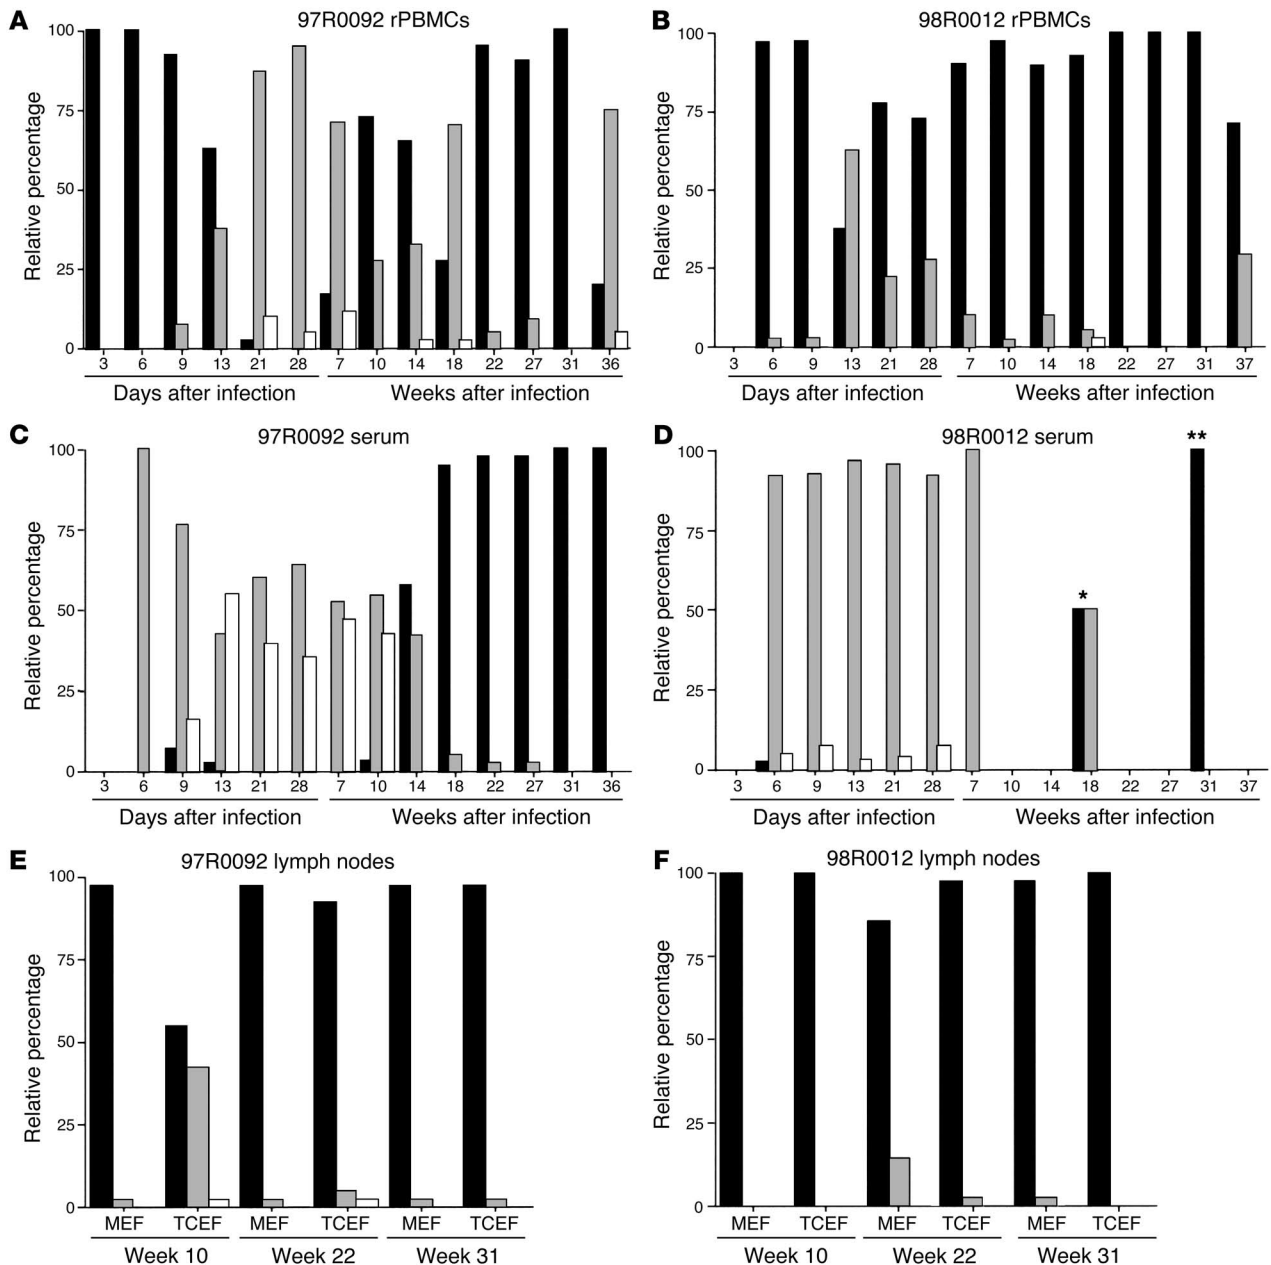 A 97R0092 rPBMCs
Relative percentage
100
75
50
25
0
3 6 9 13 21 28 7 10 14 18 22 27 31 36
Days after infection Weeks after infection
B 98R0012 rPBMCs
Relative percentage
100
75
50
25
0
3 6 9 13 21 28 7 10 14 18 22 27 31 37
Days after infection Weeks after infection
C 97R0092 serum
Relative percentage
100
75
50
25
0
3 6 9 13 21 28 7 10 14 18 22 27 31 36
Days after infection Weeks after infection
D 98R0012 serum
**
Relative percentage
100
75
*
50
25
0
3 6 9 13 21 28 7 10 14 18 22 27 31 37
Days after infection Weeks after infection
E 97R0092 lymph nodes
Relative percentage
100
75
50
25
0
MEF TCEF MEF TCEF MEF TCEF
Week 10 Week 22 Week 31
F 98R0012 lymph nodes
Relative percentage
100
75
50
25
0
MEF TCEF MEF TCEF MEF TCEF
Week 10 Week 22 Week 31